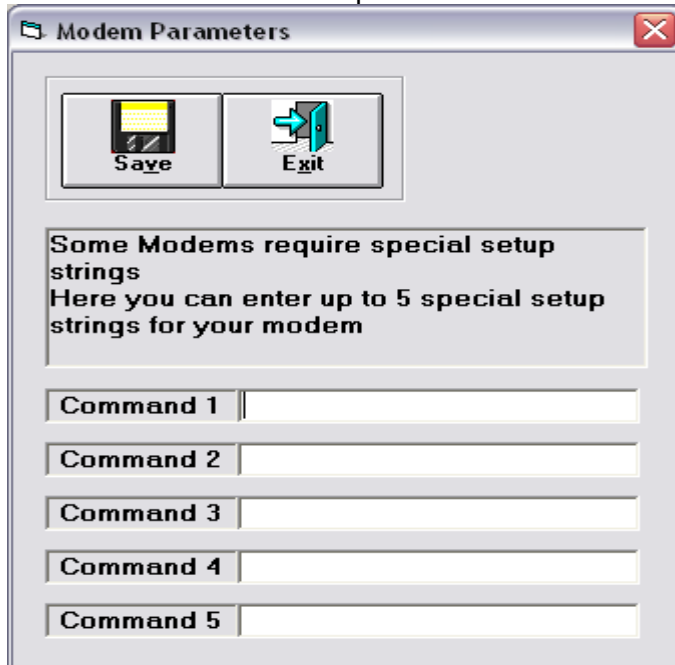 Modem Parameters
Save
Exit
Some Modems require special setup
strings
Here you can enter up to 5 special setup
strings for your modem
Command 1
Command 2
Command 3
Command 4
Command 5